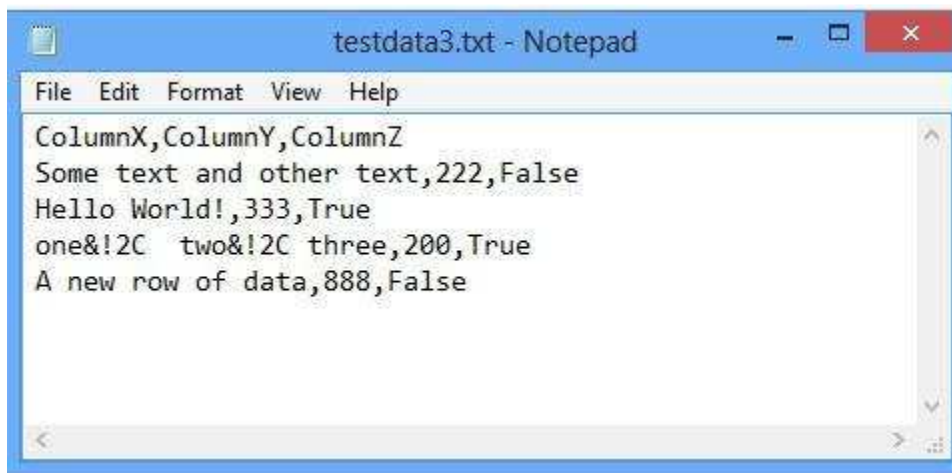 testdata3.txt - Notepad
File Edit Format View Help
ColumnX,ColumnY,ColumnZ
Some text and other text,222,False
Hello World!,333,True
one&!2C  two&!2C three,200,True
A new row of data,888,False